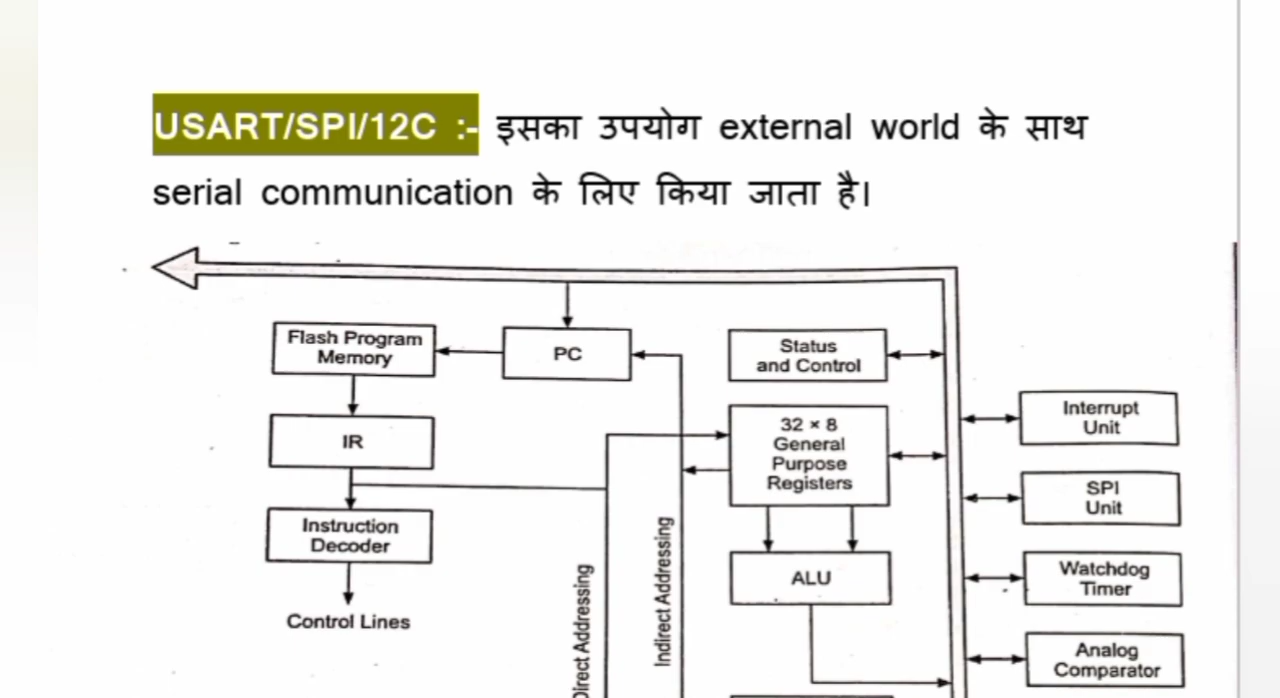 USART/SPI/12C :- इसका उपयोग external world के साथ
serial communication के लिए किया जाता है।
Flash Program
Memory
PC
Status
and Control
IR
32 × 8
General
Purpose
Registers
Interrupt
Unit
SPI
Unit
Instruction
Decoder
ALU
Watchdog
Timer
Control Lines
Direct Addressing
Indirect Addressing
Analog
Comparator